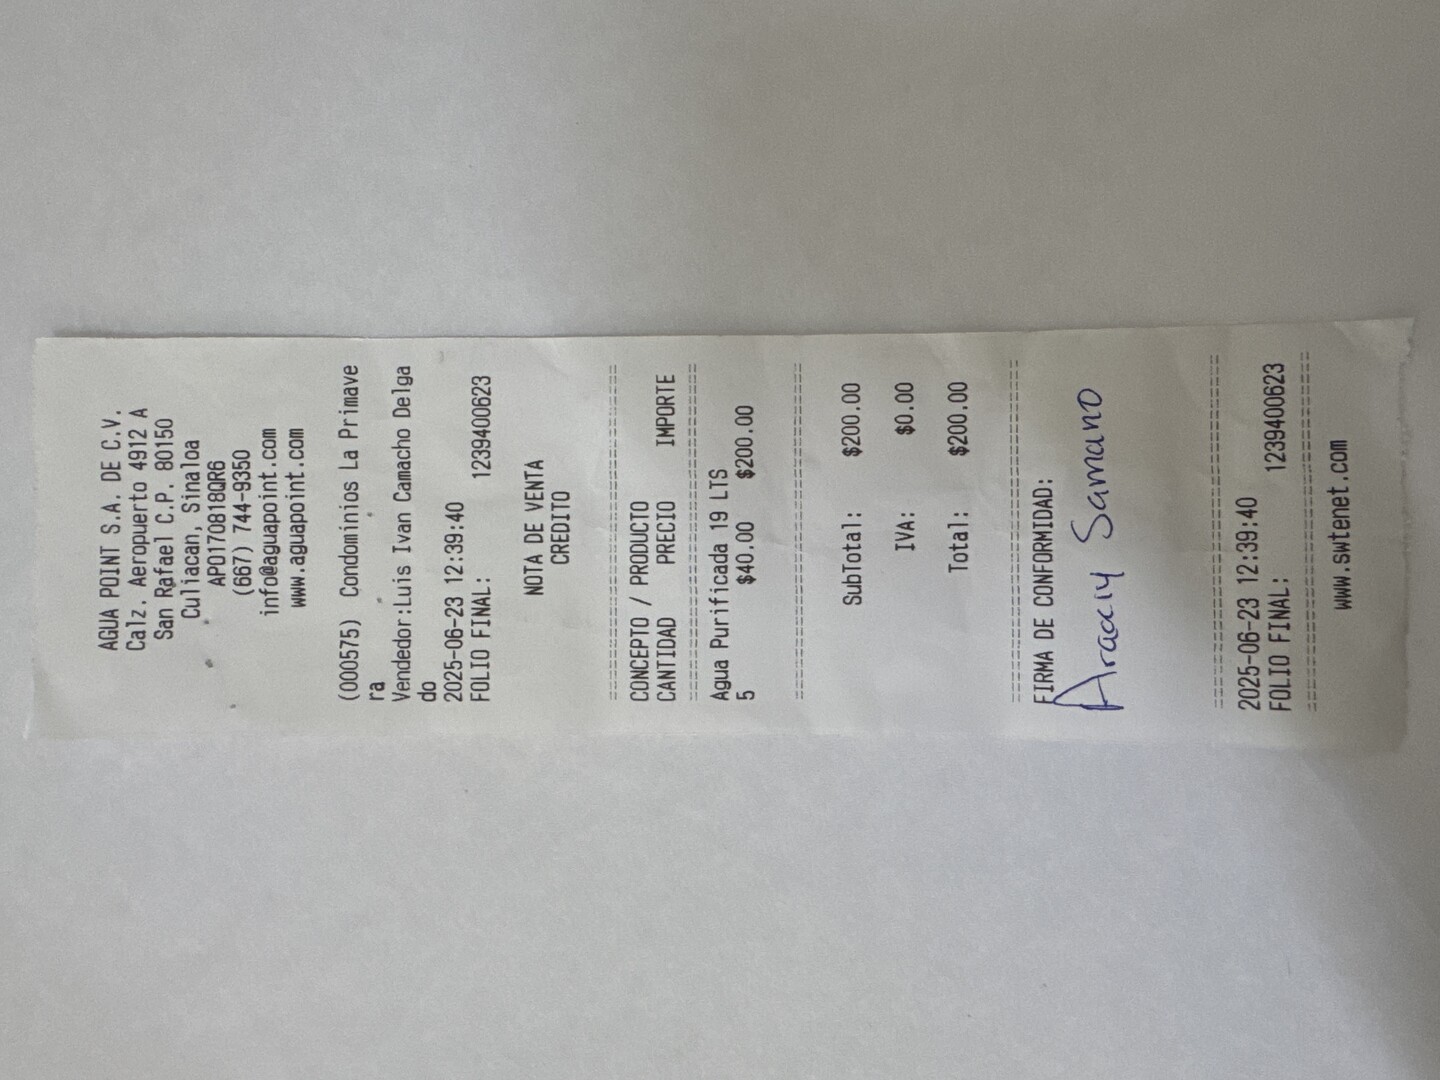 AGUA POINT S.A. DE C.V.
Calz. Aeropuerto 4912 A
San Rafael C.P. 80150
Culiacan, Sinaloa
APO170818QR6
(667) 744-9350
info@aguapoint.com
www.aguapoint.com
(000575) Condominios La Primave
ra
Vendedor:Luis Ivan Camacho Delga
do
2025-06-23 12:39:40
FOLIO FINAL: 1239400623
NOTA DE VENTA
CREDITO
================================
CONCEPTO / PRODUCTO
CANTIDAD PRECIO IMPORTE
================================
Agua Purificada 19 LTS
5 $40.00 $200.00
================================
SubTotal: $200.00
IVA: $0.00
Total: $200.00
================================
FIRMA DE CONFORMIDAD:
Aracely Samano
================================
2025-06-23 12:39:40
FOLIO FINAL: 1239400623
================================
www.swtenet.com